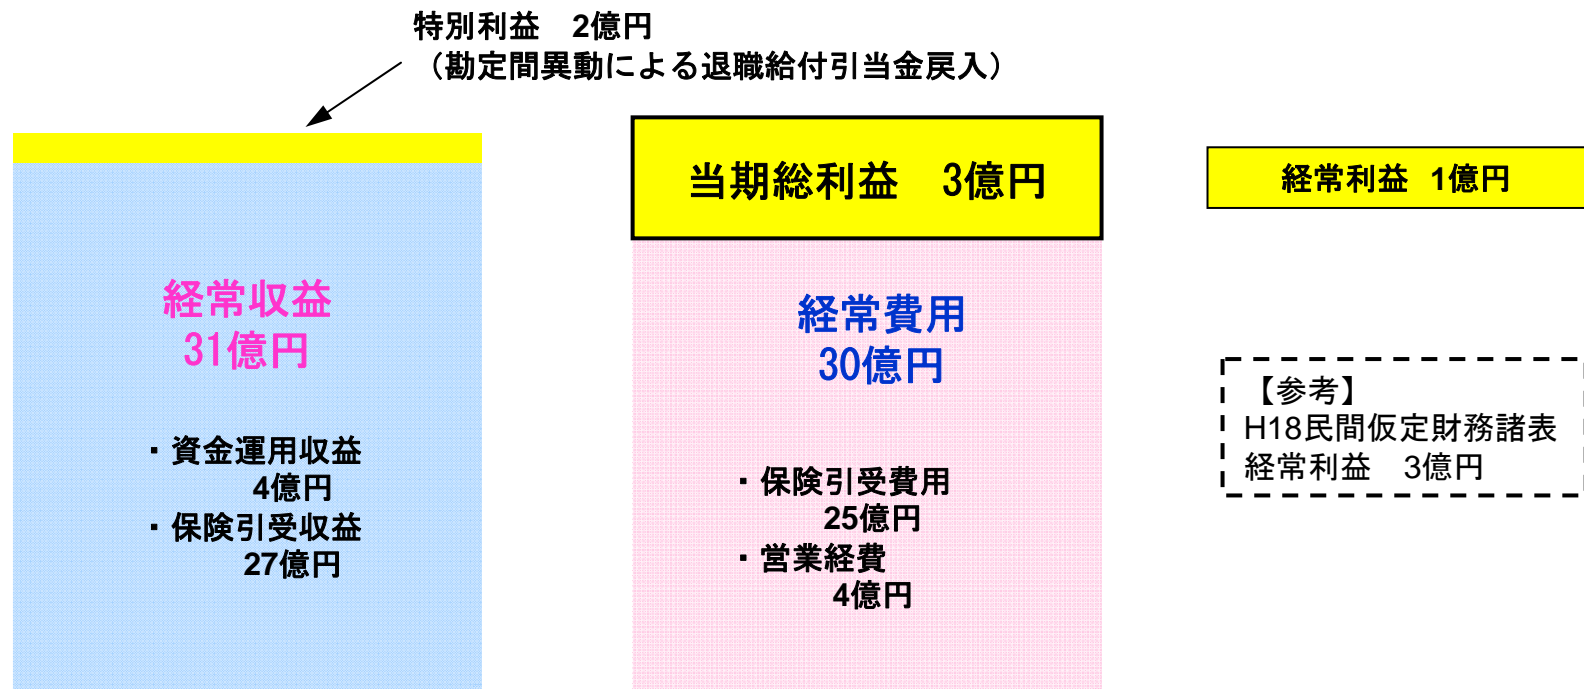 特別利益　2億円
（勘定間異動による退職給付引当金戻入）
経常収益
31億円
・資金運用収益
4億円
・保険引受収益
27億円
当期総利益　3億円
経常費用
30億円
・保険引受費用
25億円
・営業経費
4億円
経常利益 1億円
【参考】
H18民間仮定財務諸表
経常利益　3億円